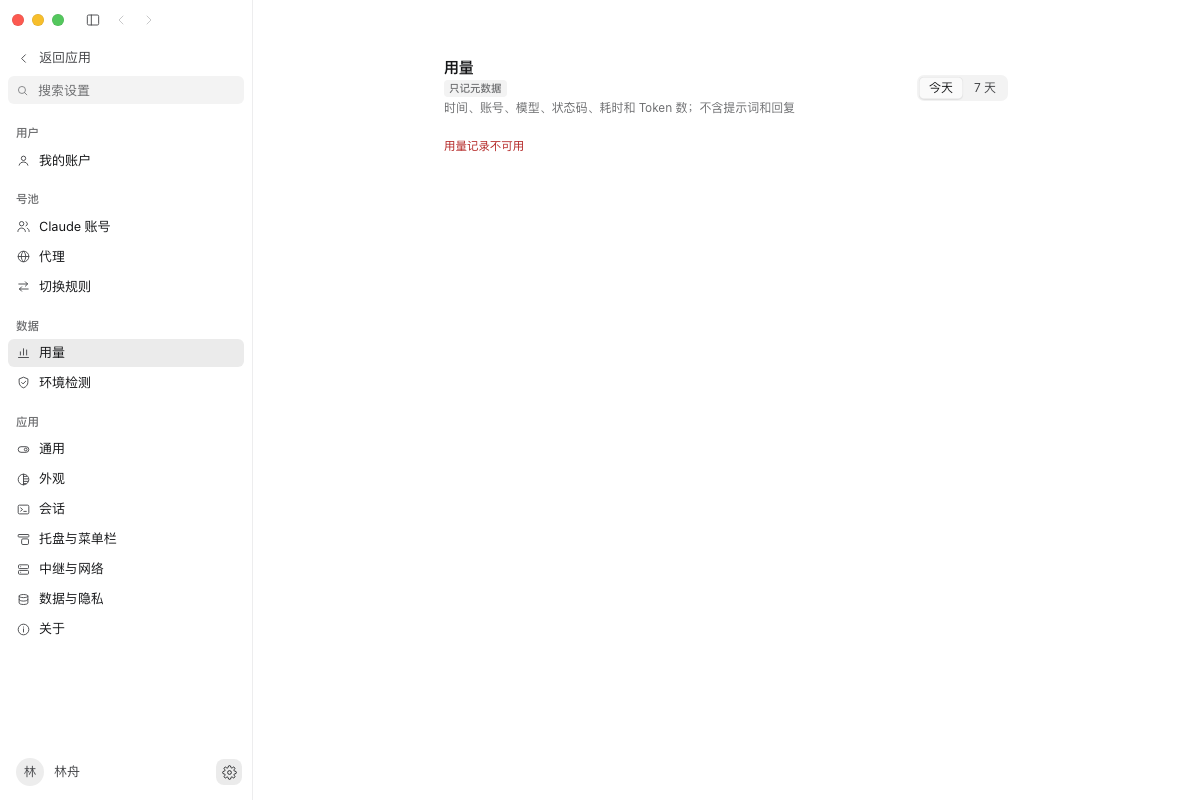 返回应用
搜索设置
用户
我的账户
号池
Claude 账号
代理
切换规则
数据
用量
环境检测
应用
通用
外观
会话
托盘与菜单栏
中继与网络
数据与隐私
关于
林 林舟
用量
只记元数据
时间、账号、模型、状态码、耗时和 Token 数；不含提示词和回复
今天 7 天
用量记录不可用